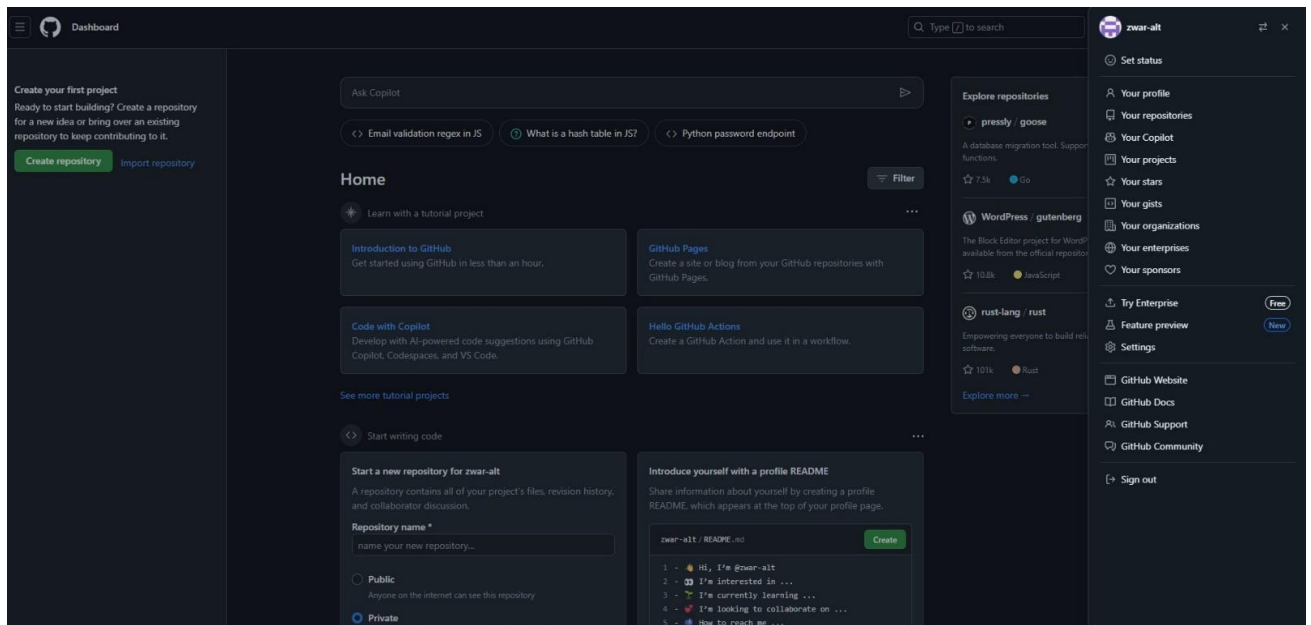 Dashboard
Type / to search
zwar-alt
Create your first project
Ready to start building? Create a repository
for a new idea or bring over an existing
repository to keep contributing to it.
Create repository
Import repository
Ask Copilot
Email validation regex in JS
What is a hash table in JS?
Python password endpoint
Home
Filter
Learn with a tutorial project
Introduction to GitHub
Get started using GitHub in less than an hour.
GitHub Pages
Create a site or blog from your GitHub repositories with
GitHub Pages.
Code with Copilot
Develop with AI-powered code suggestions using GitHub
Copilot, Codespaces, and VS Code.
Hello GitHub Actions
Create a GitHub Action and use it in a workflow.
See more tutorial projects
Start writing code
Start a new repository for zwar-alt
A repository contains all of your project's files, revision history,
and collaborator discussion.
Repository name *
name your new repository...
Public
Anyone on the internet can see this repository
Private
Introduce yourself with a profile README
Share information about yourself by creating a profile
README, which appears at the top of your profile page.
zwar-alt / README.md
Create
1 - 👋 Hi, I'm @zwar-alt
2 - 👀 I'm interested in ...
3 - 🌱 I'm currently learning ...
4 - 💞️ I'm looking to collaborate on ...
5 - 📫 How to reach me ...
Explore repositories
pressly / goose
A database migration tool. Suppor
functions.
7.5k Go
WordPress / gutenberg
The Block Editor project for WordP
available from the official repositor
10.8k JavaScript
rust-lang / rust
Empowering everyone to build reli
software.
101k Rust
Explore more →
Set status
Your profile
Your repositories
Your Copilot
Your projects
Your stars
Your gists
Your organizations
Your enterprises
Your sponsors
Try Enterprise Free
Feature preview New
Settings
GitHub Website
GitHub Docs
GitHub Support
GitHub Community
Sign out